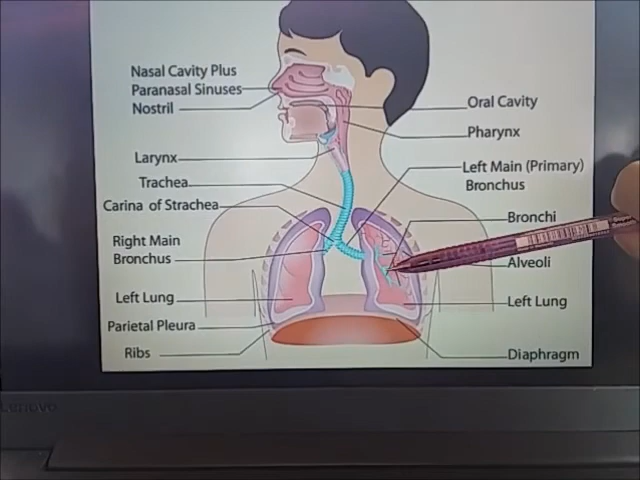 Nasal Cavity Plus
Paranasal Sinuses
Nostril
Larynx
Trachea
Carina of Strachea
Right Main
Bronchus
Left Lung
Parietal Pleura
Ribs
Oral Cavity
Pharynx
Left Main (Primary)
Bronchus
Bronchi
Alveoli
Left Lung
Diaphragm
Lenovo